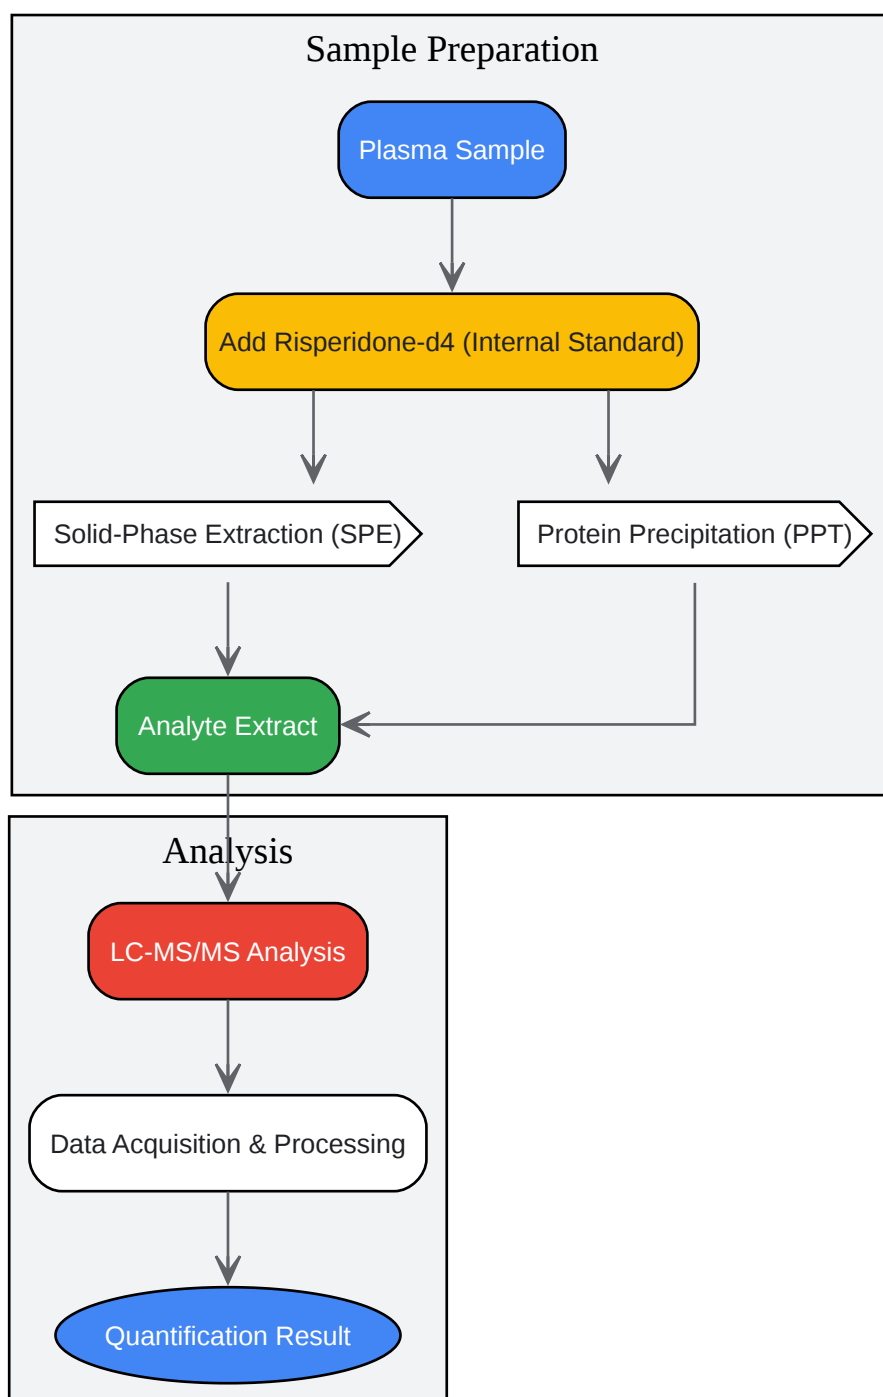 Sample Preparation
Plasma Sample
Add Risperidone-d4 (Internal Standard)
Solid-Phase Extraction (SPE)
Protein Precipitation (PPT)
Analyte Extract
Analysis
LC-MS/MS Analysis
Data Acquisition & Processing
Quantification Result